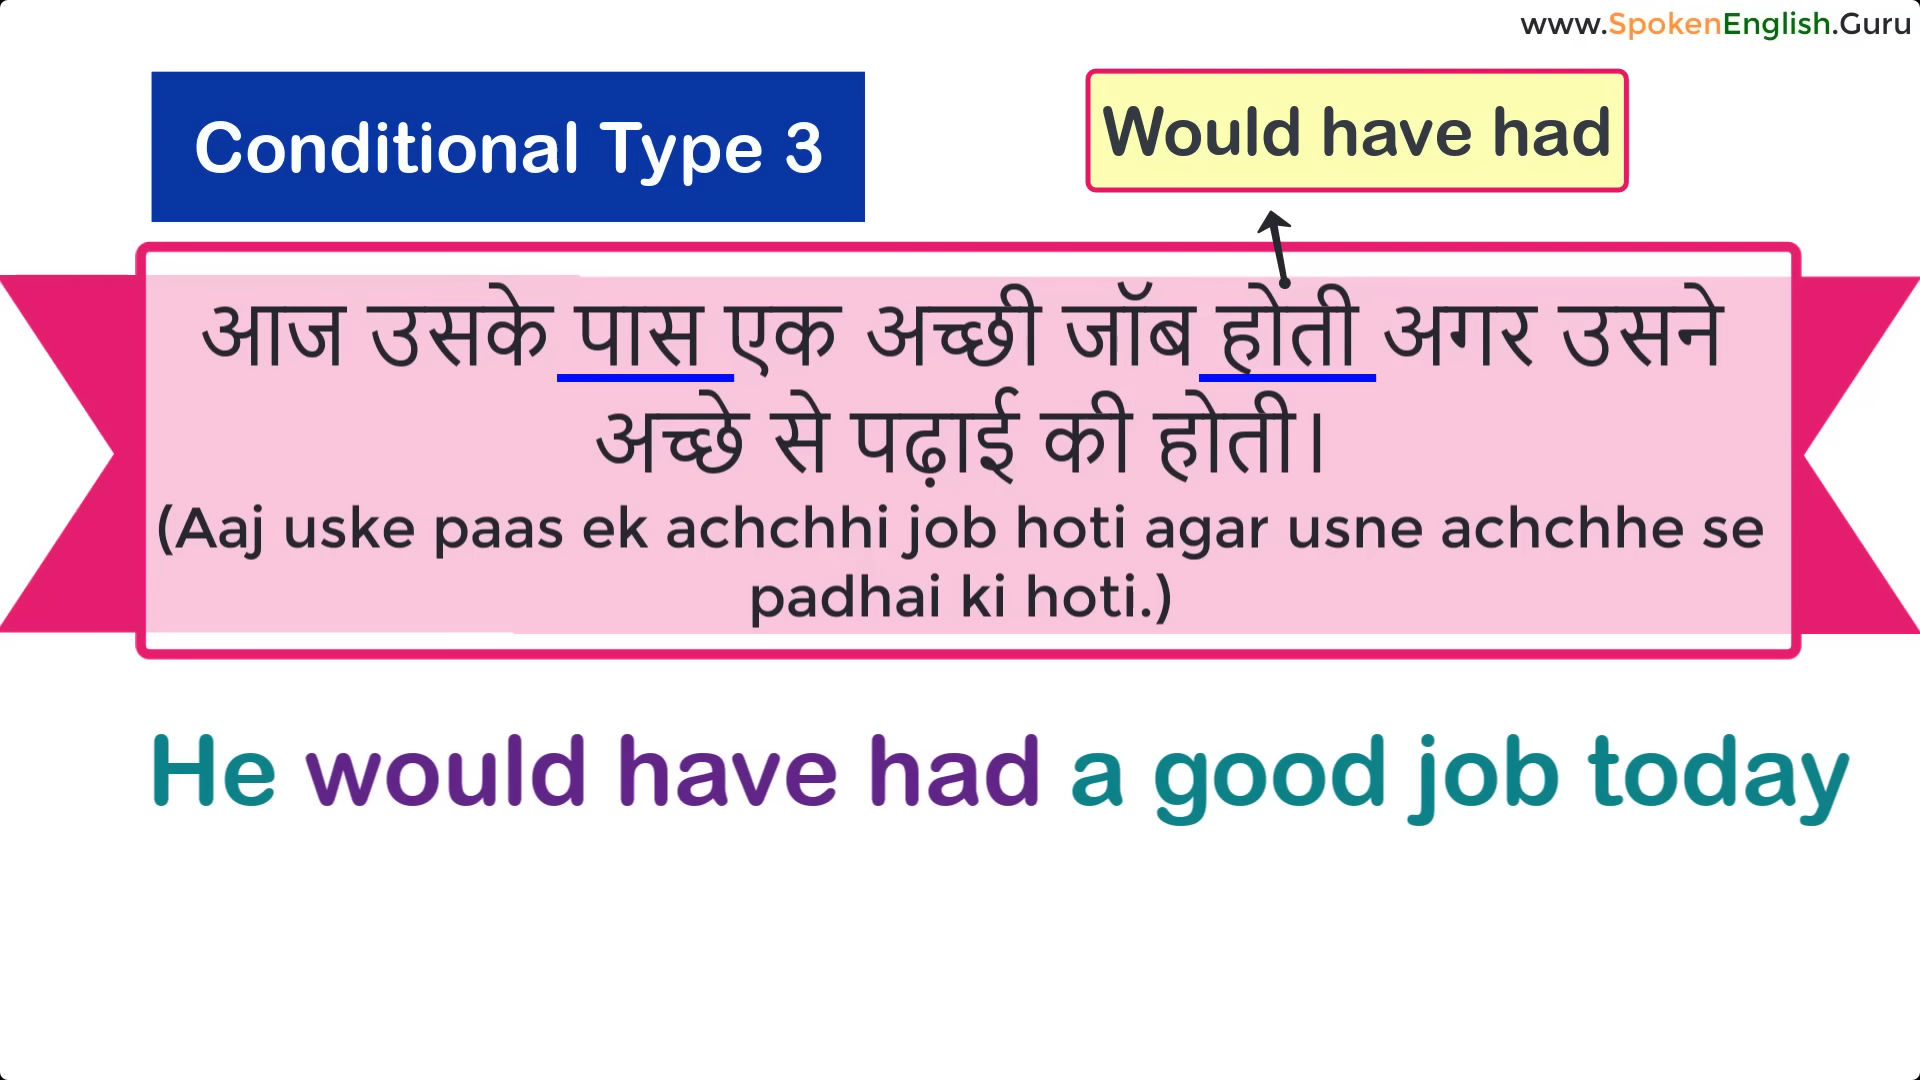 www.SpokenEnglish.Guru
Conditional Type 3
Would have had
आज उसके पास एक अच्छी जॉब होती अगर उसने
अच्छे से पढ़ाई की होती।
(Aaj uske paas ek achchhi job hoti agar usne achchhe se
padhai ki hoti.)
He would have had a good job today